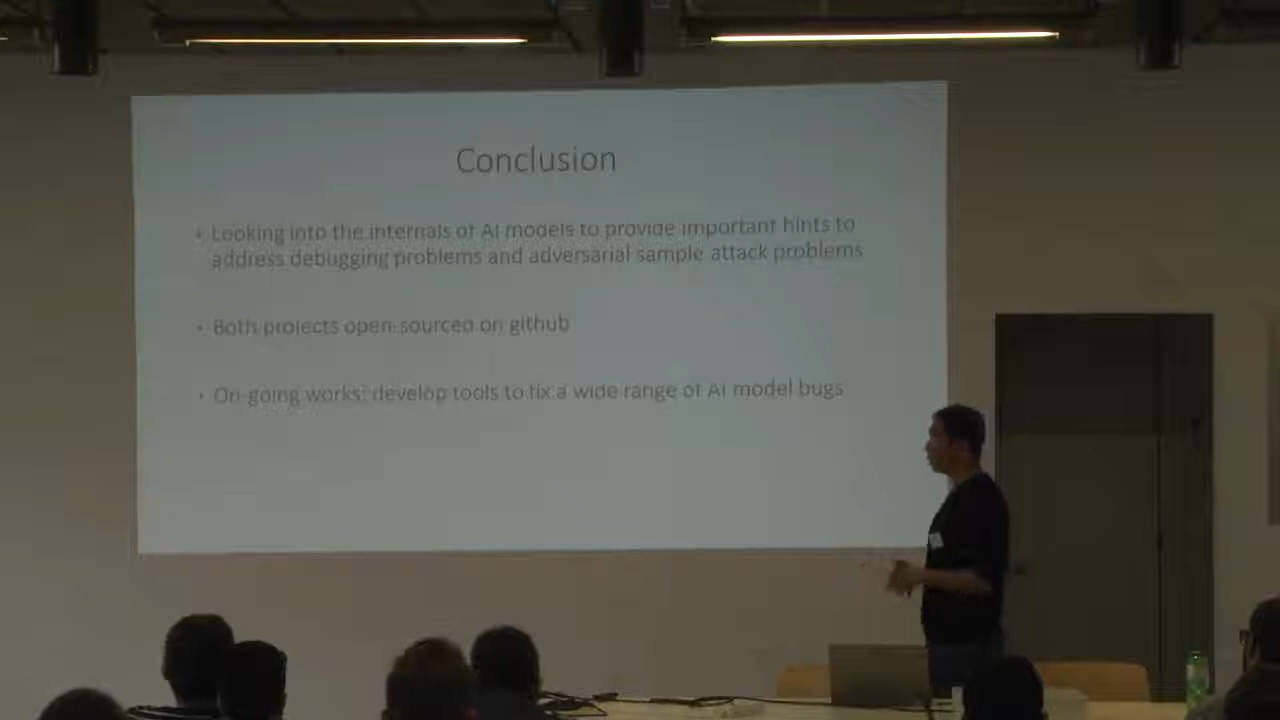 Conclusion
• Looking into the internals of AI models to provide important hints to
address debugging problems and adversarial sample attack problems
• Both projects open-sourced on github
• On-going works: develop tools to fix a wide range of AI model bugs